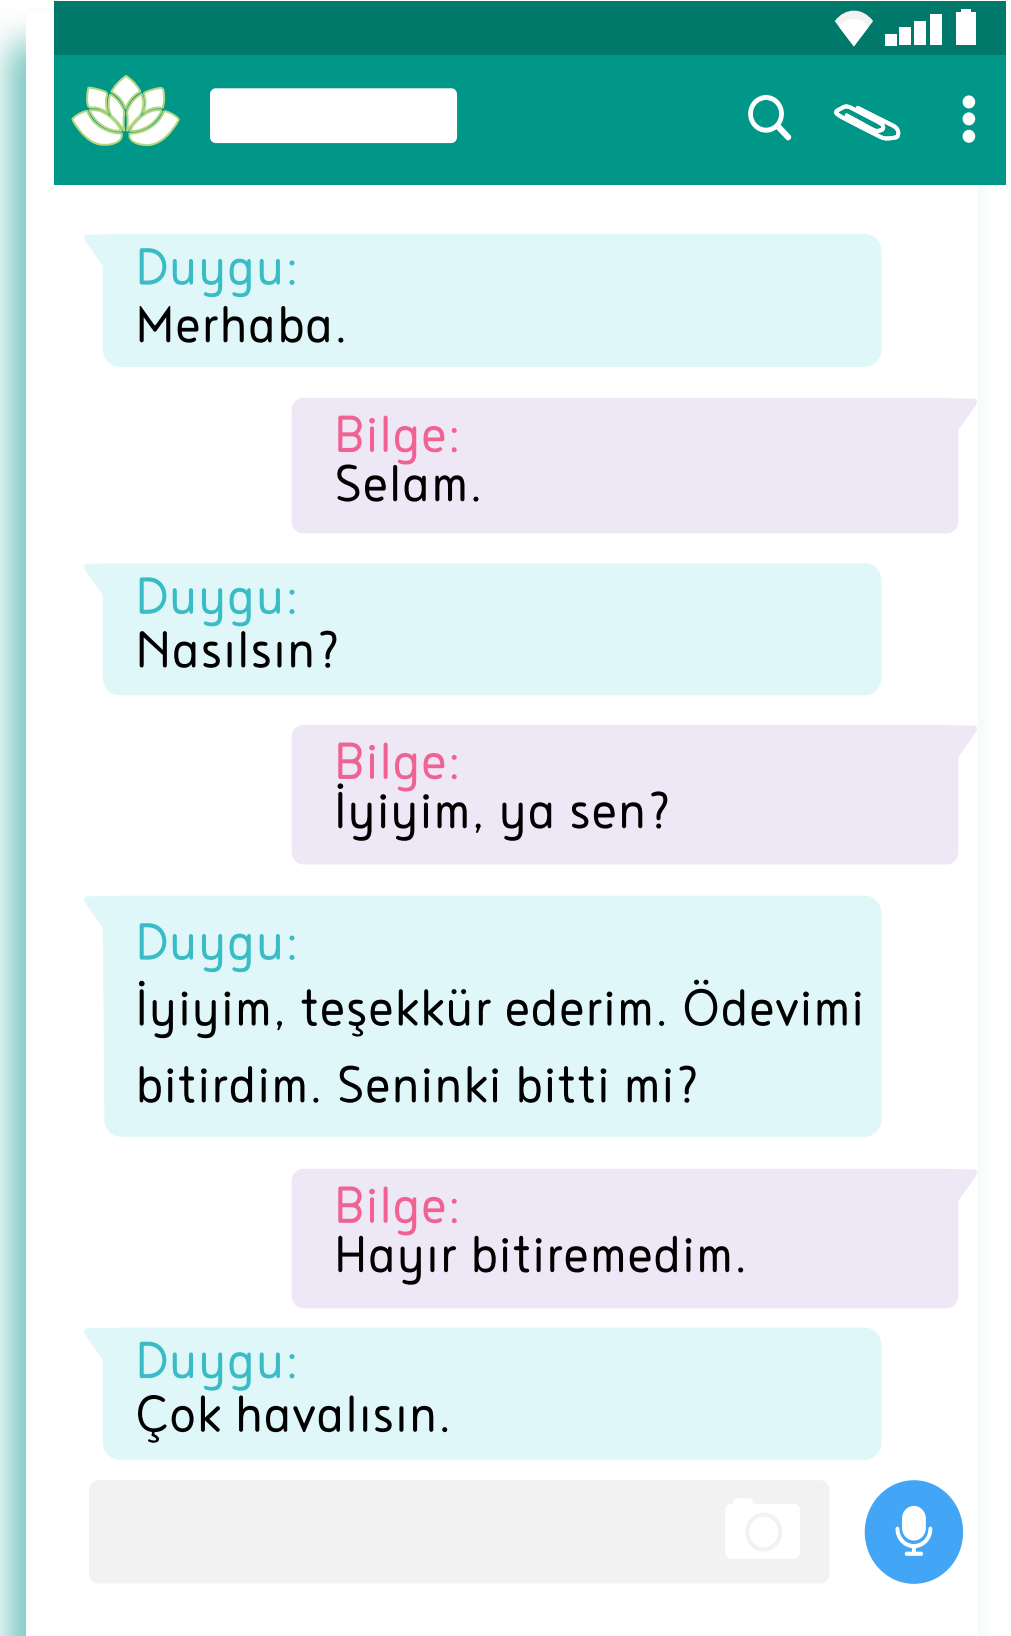 Duygu:
Merhaba.
Bilge:
Selam.
Duygu:
Nasılsın?
Bilge:
İyiyim, ya sen?
Duygu:
İyiyim, teşekkür ederim. Ödevimi
bitirdim. Seninki bitti mi?
Bilge:
Hayır bitiremedim.
Duygu:
Çok havalısın.